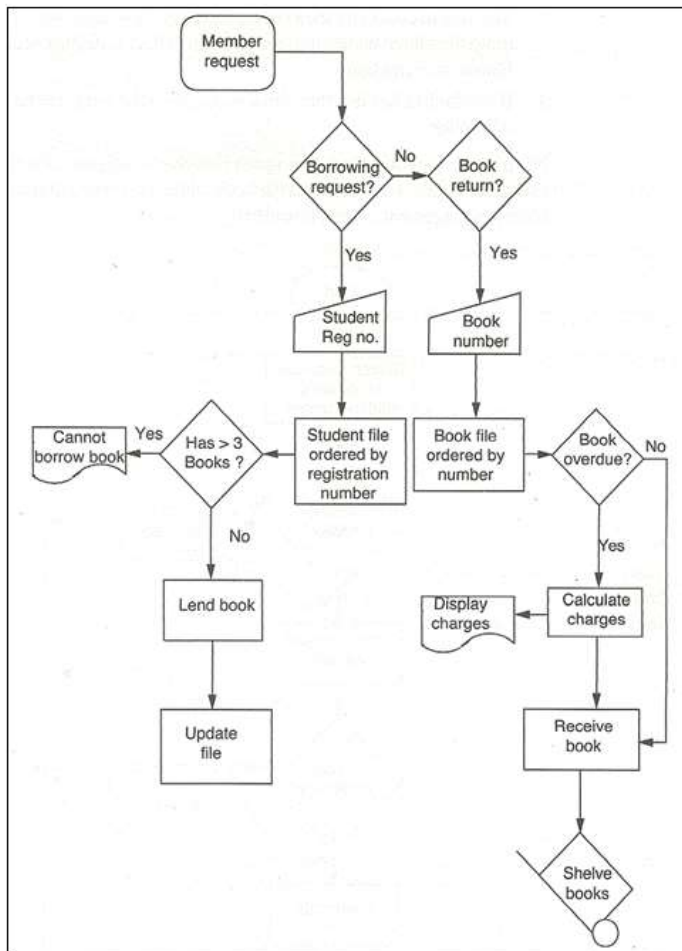 Member
request
Borrowing
request?
No
Book
return?
Yes
Yes
Student
Reg no.
Book
number
Cannot
borrow book
Yes
Has > 3
Books ?
Student file
ordered by
registration
number
Book file
ordered by
number
Book
overdue?
No
No
Yes
Lend book
Display
charges
Calculate
charges
Update
file
Receive
book
Shelve
books